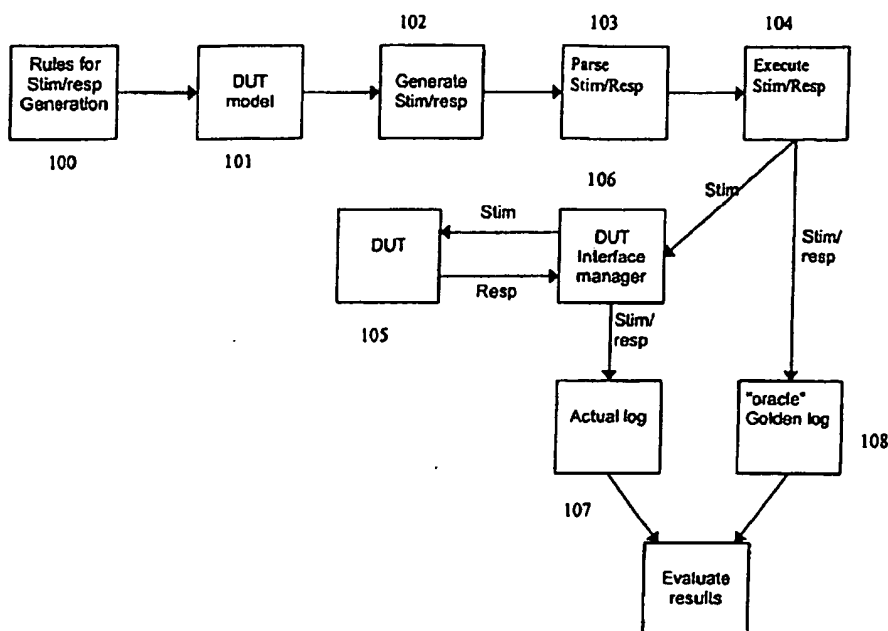 102
103
104
Rules for
Stim/resp
Generation
DUT
model
Generate
Stim/resp
Parse
Stim/Resp
Execute
Stim/Resp
100
101
106
Stim
Stim
DUT
DUT
Interface
manager
Stim/
resp
Resp
105
Stim/
resp
Actual log
"oracle"
Golden log
108
107
Evaluate
results